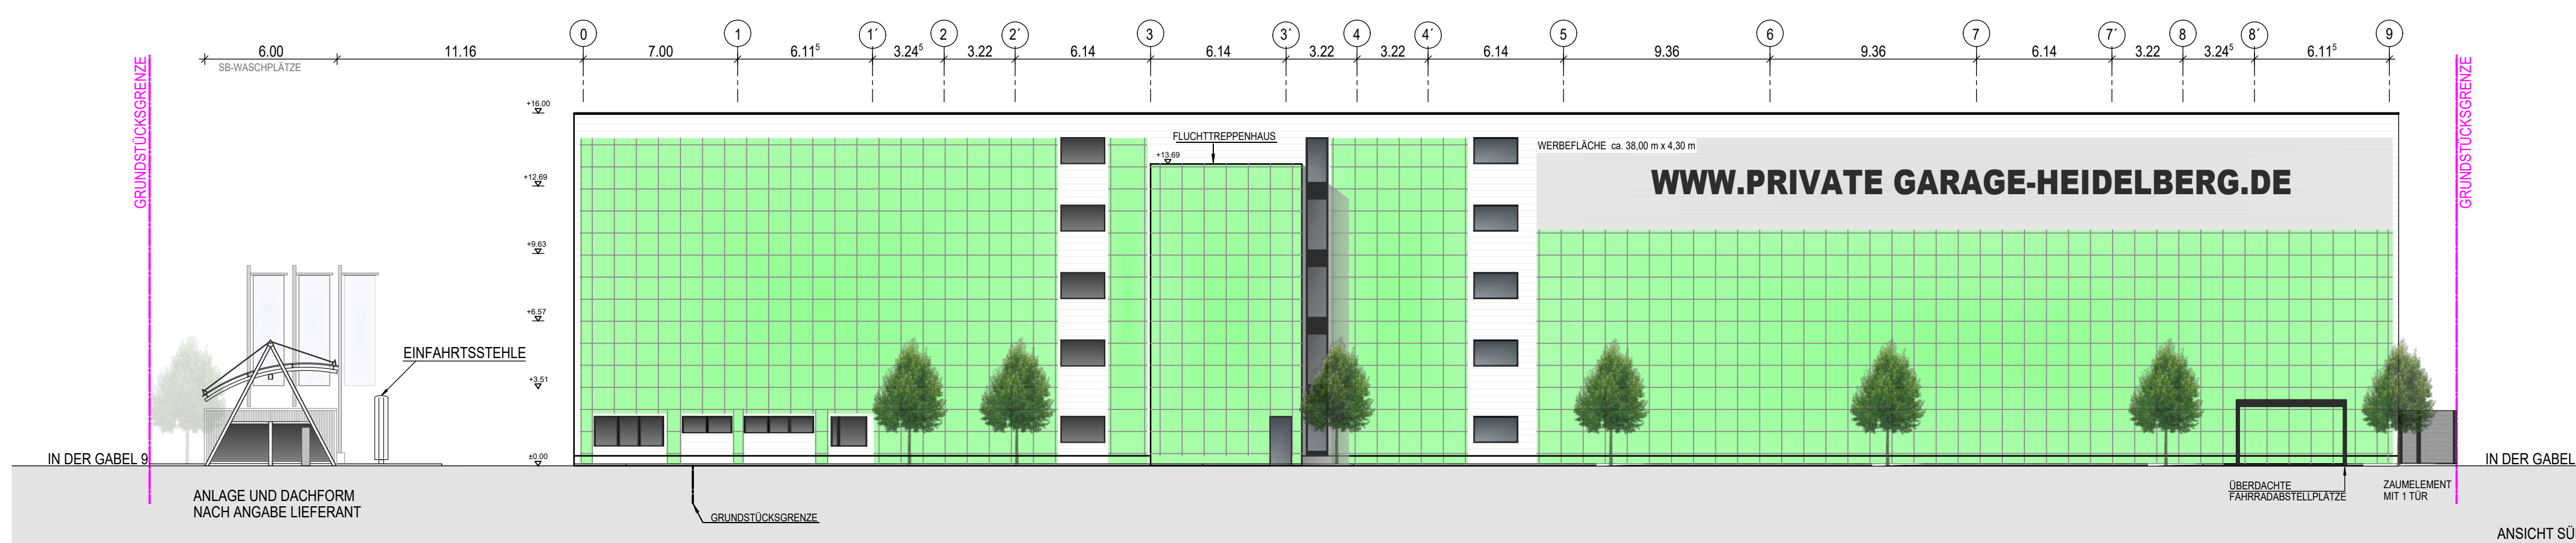 0 1 1´ 2 2´ 3 3´ 4 4´ 5 6 7 7´ 8 8´ 9
6.00 11.16 7.00 6.11⁵ 3.24⁵ 3.22 6.14 6.14 3.22 3.22 6.14 9.36 9.36 6.14 3.22 3.24⁵ 6.11⁵
SB-WASCHPLÄTZE
GRUNDSTÜCKSGRENZE
GRUNDSTÜCKSGRENZE
+16.00
FLUCHTTREPPENHAUS
WERBEFLÄCHE ca. 38,00 m x 4,30 m
+13.69
+12.69
WWW.PRIVATE GARAGE-HEIDELBERG.DE
+9.63
+6.57
EINFAHRTSSTEHLE
+3.51
±0.00
IN DER GABEL 9
IN DER GABEL
ANLAGE UND DACHFORM
NACH ANGABE LIEFERANT
GRUNDSTÜCKSGRENZE
ÜBERDACHTE
FAHRRADABSTELLPLÄTZE
ZAUMELEMENT
MIT 1 TÜR
ANSICHT SÜ